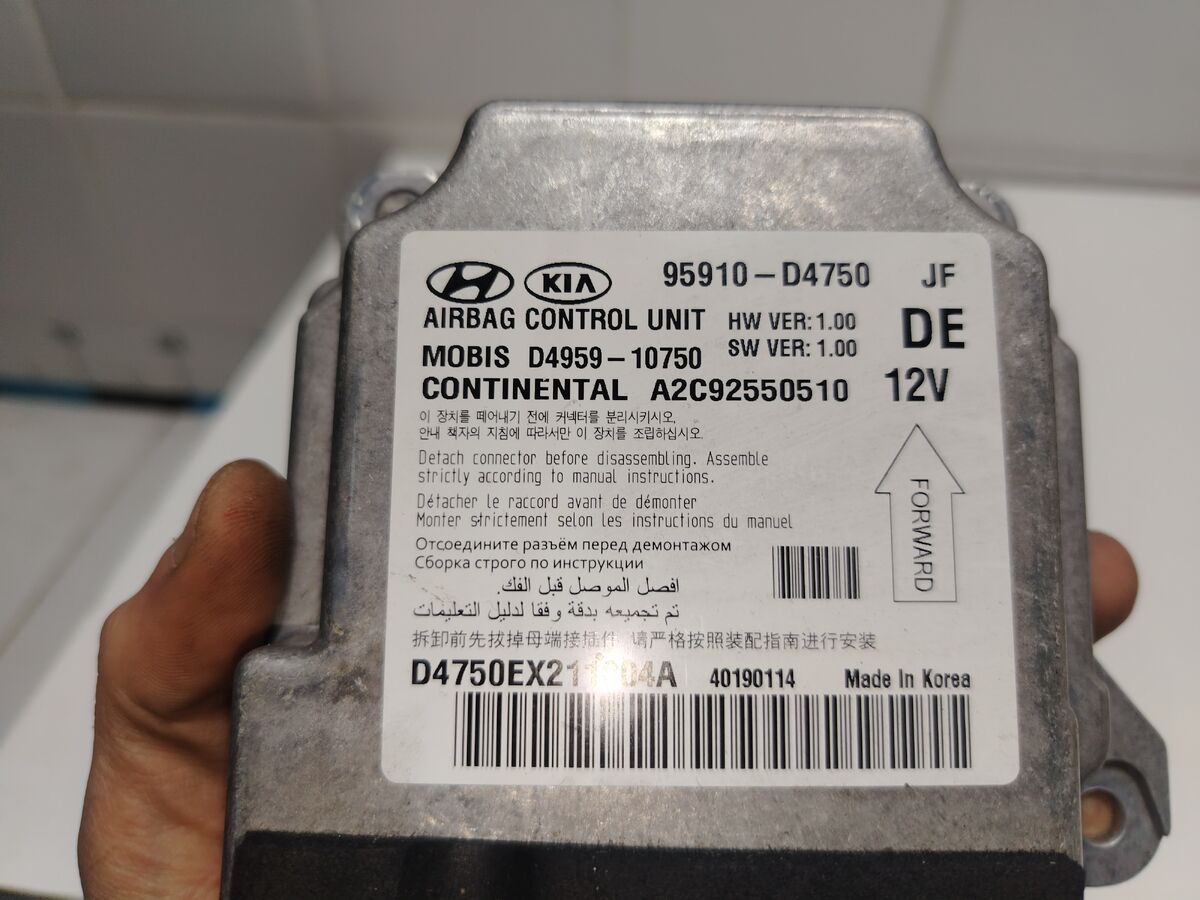 KIA 95910-D4750 JF
AIRBAG CONTROL UNIT HW VER: 1.00 DE
MOBIS D4959-10750 SW VER: 1.00
CONTINENTAL A2C92550510 12V
이 장치를 떼어내기 전에 커넥터를 분리시키시오.
안내 책자의 지침에 따라서만 이 장치를 조립하십시오.
Detach connector before disassembling. Assemble
strictly according to manual instructions.
Détacher le raccord avant de démonter
Monter strictement selon les instructions du manuel
FORWARD
Отсоедините разъём перед демонтажом
Сборка строго по инструкции
افصل الموصل قبل الفك.
تم تجميعه بدقة وفقا لدليل التعليمات
拆卸前先拔掉母端接插件 请严格按照装配指南进行安装
40190114 Made In Korea